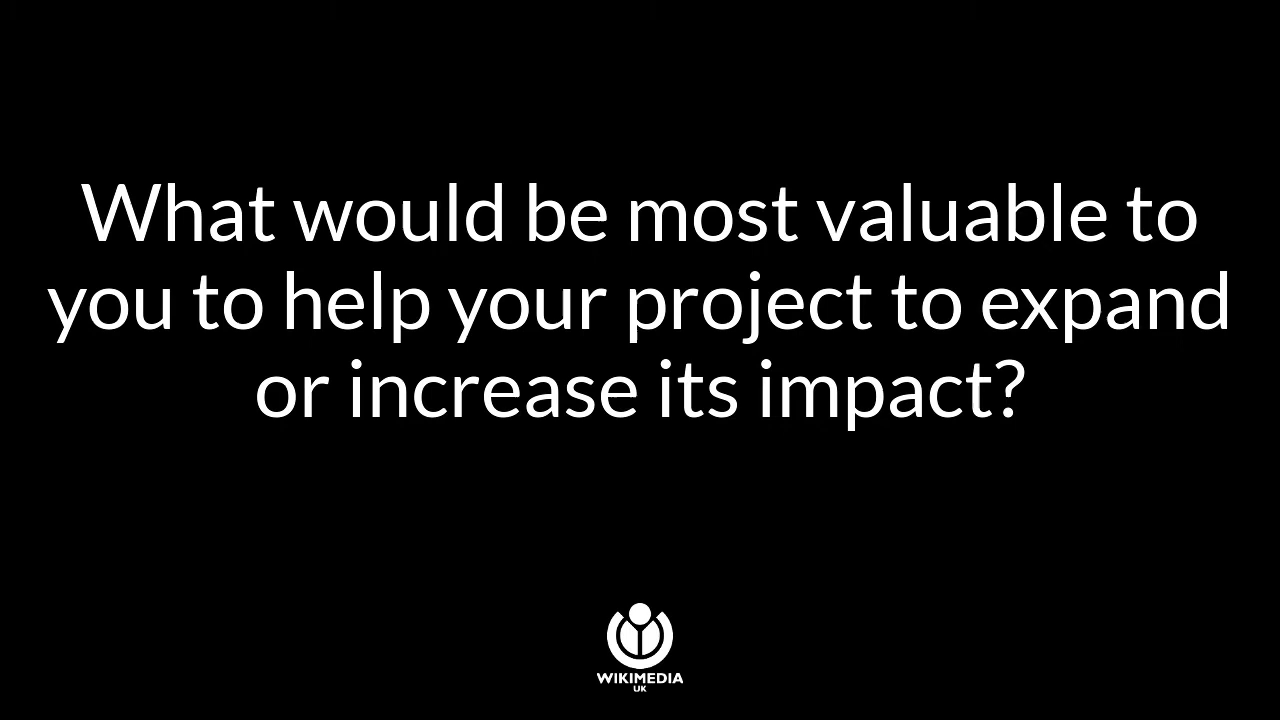 What would be most valuable to
you to help your project to expand
or increase its impact?
WIKIMEDIA
UK